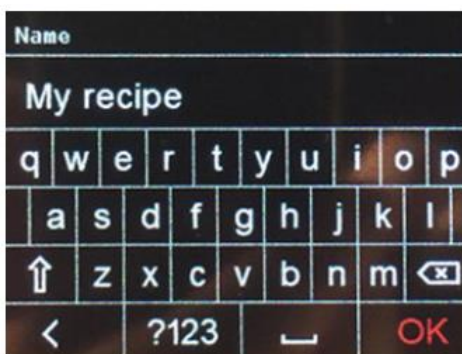 Name
My recipe
q w e r t y u i o p
a s d f g h j k l
z x c v b n m
?123 OK